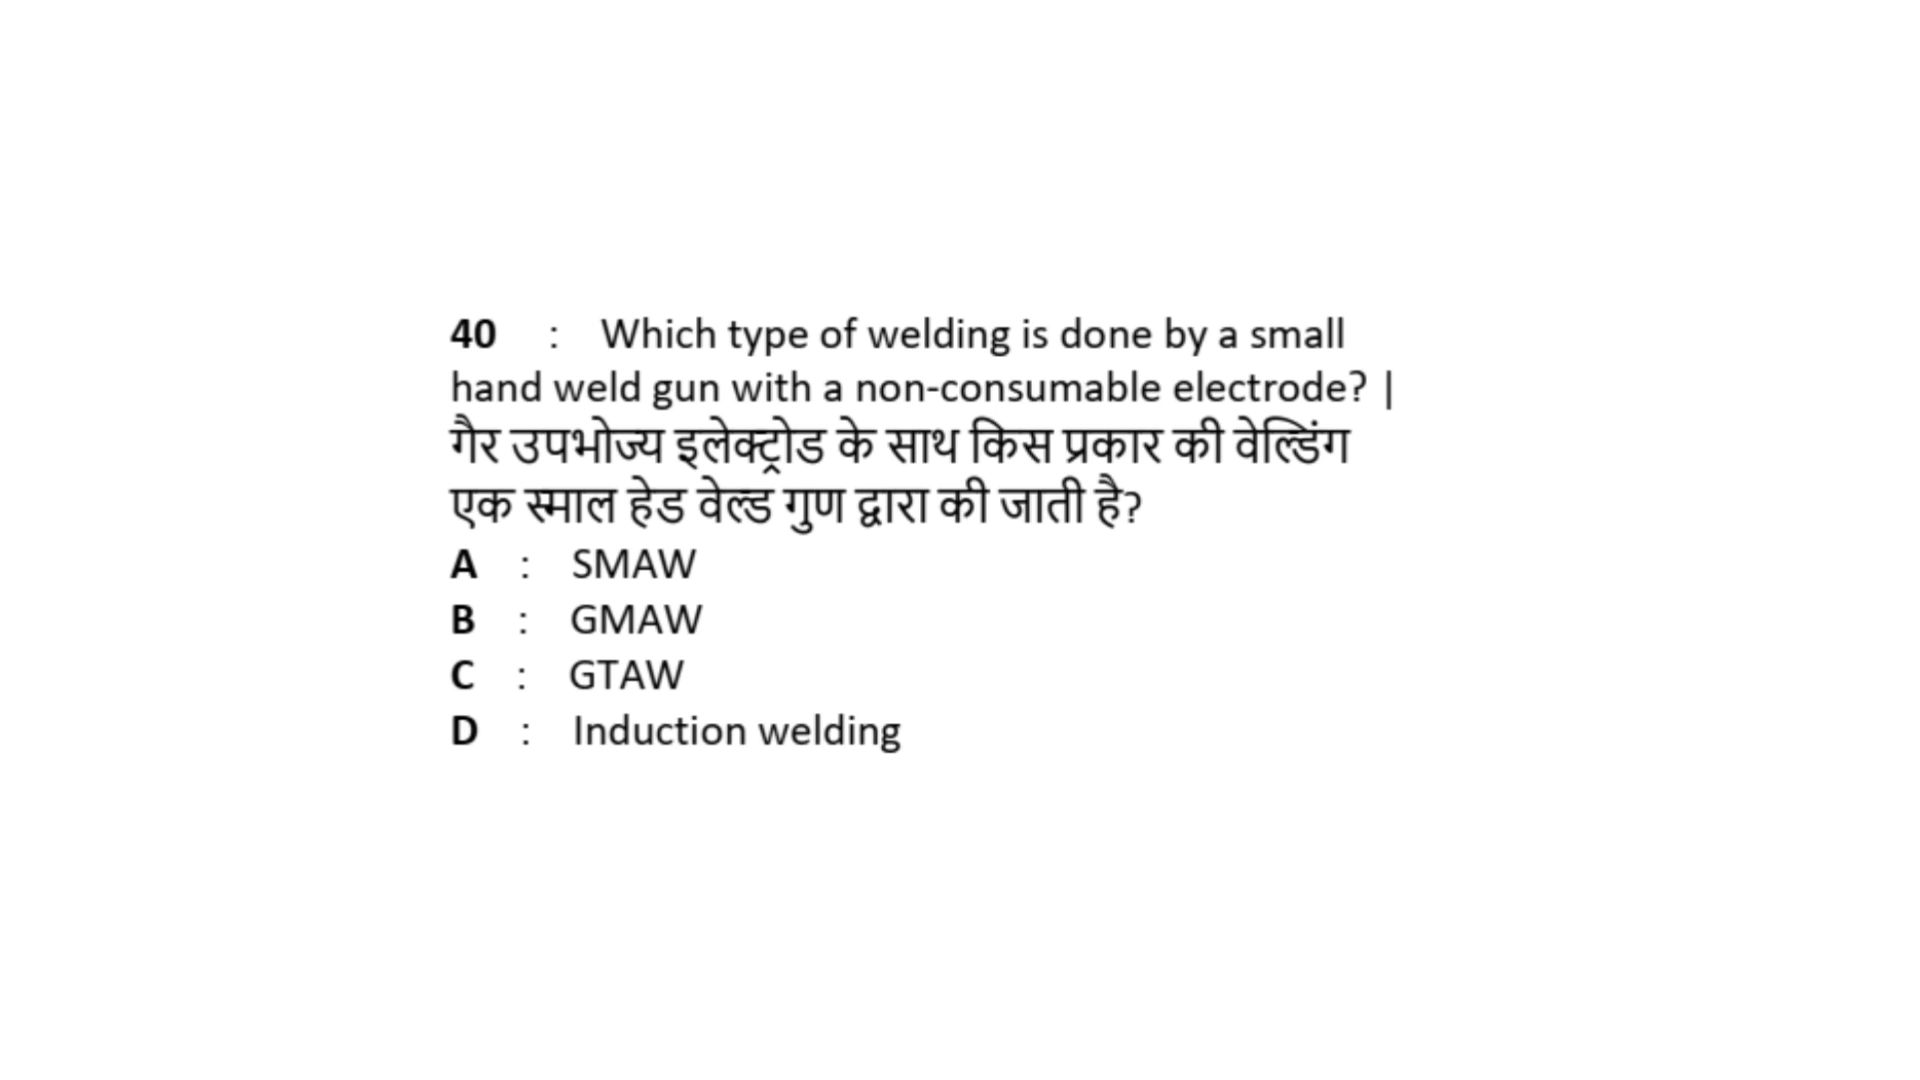 40 : Which type of welding is done by a small
hand weld gun with a non-consumable electrode? |
गैर उपभोज्य इलेक्ट्रोड के साथ किस प्रकार की वेल्डिंग
एक स्माल हेड वेल्ड गुण द्वारा की जाती है?
A : SMAW
B : GMAW
C : GTAW
D : Induction welding